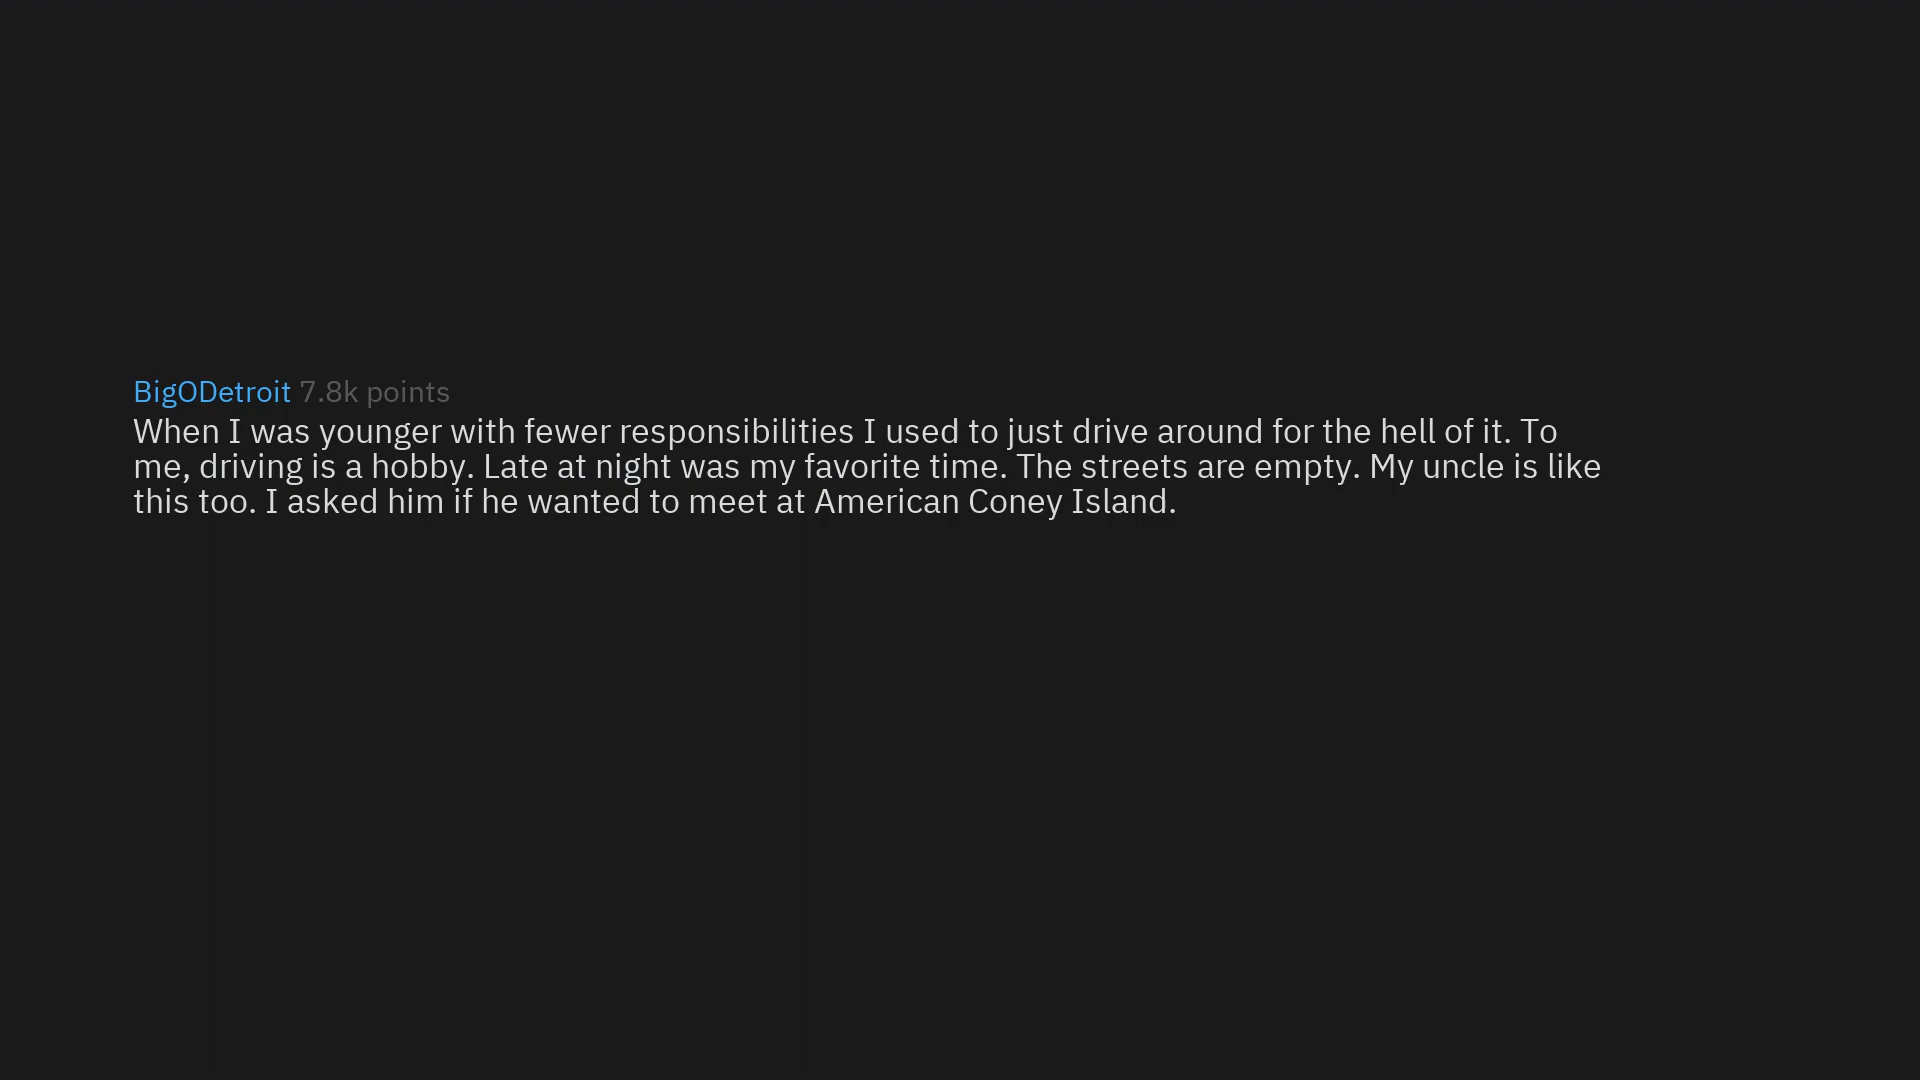 BigODetroit 7.8k points
When I was younger with fewer responsibilities I used to just drive around for the hell of it. To
me, driving is a hobby. Late at night was my favorite time. The streets are empty. My uncle is like
this too. I asked him if he wanted to meet at American Coney Island.